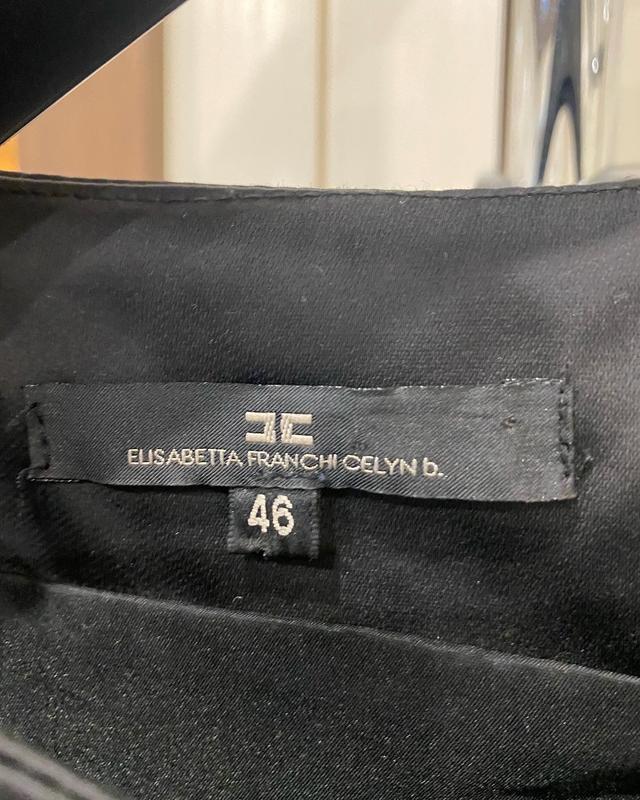 ELISABETTA FRANCHI CELYN b.
46